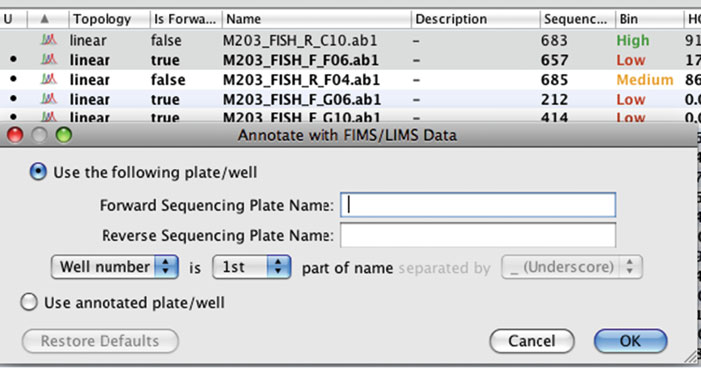 U ▲ Topology Is Forwa... Name Description Sequenc... Bin HC
linear false M203_FISH_R_C10.ab1 – 683 High 91
• linear true M203_FISH_F_F06.ab1 – 657 Low 17
• linear false M203_FISH_R_F04.ab1 – 685 Medium 86
• linear true M203_FISH_F_G06.ab1 – 212 Low 0.0
• linear true M203_FISH_F_G10.ab1 – 414 Low 0.0
Annotate with FIMS/LIMS Data
Use the following plate/well
Forward Sequencing Plate Name:
Reverse Sequencing Plate Name:
Well number is 1st part of name separated by _ (Underscore)
Use annotated plate/well
Restore Defaults Cancel OK